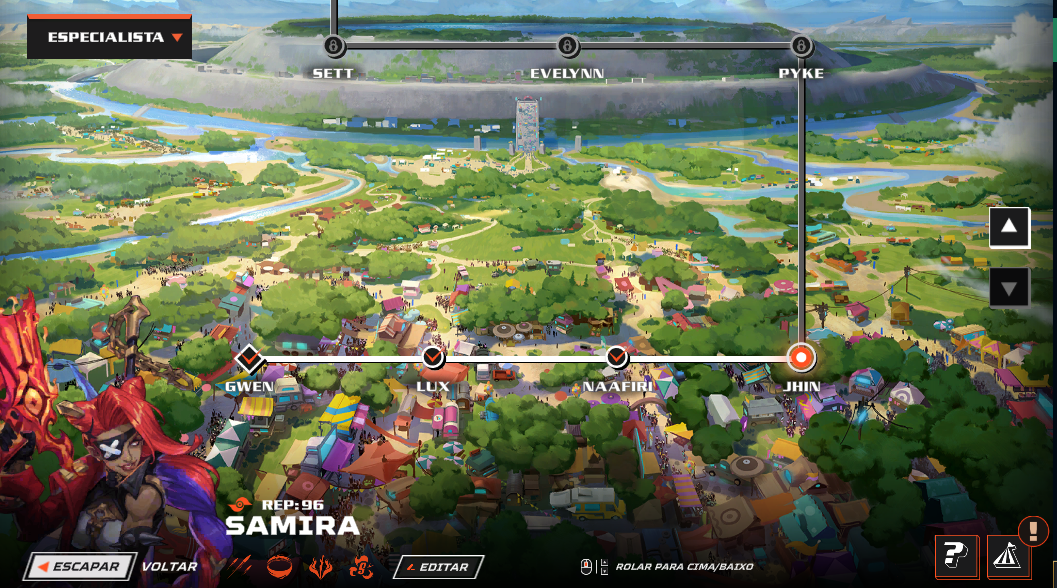 ESPECIALISTA
SETT
EVELYNN
PYKE
GWEN
LUX
NAAFIRI
JHIN
REP: 96
SAMIRA
ESCAPAR
VOLTAR
EDITAR
ROLAR PARA CIMA/BAIXO
?
!